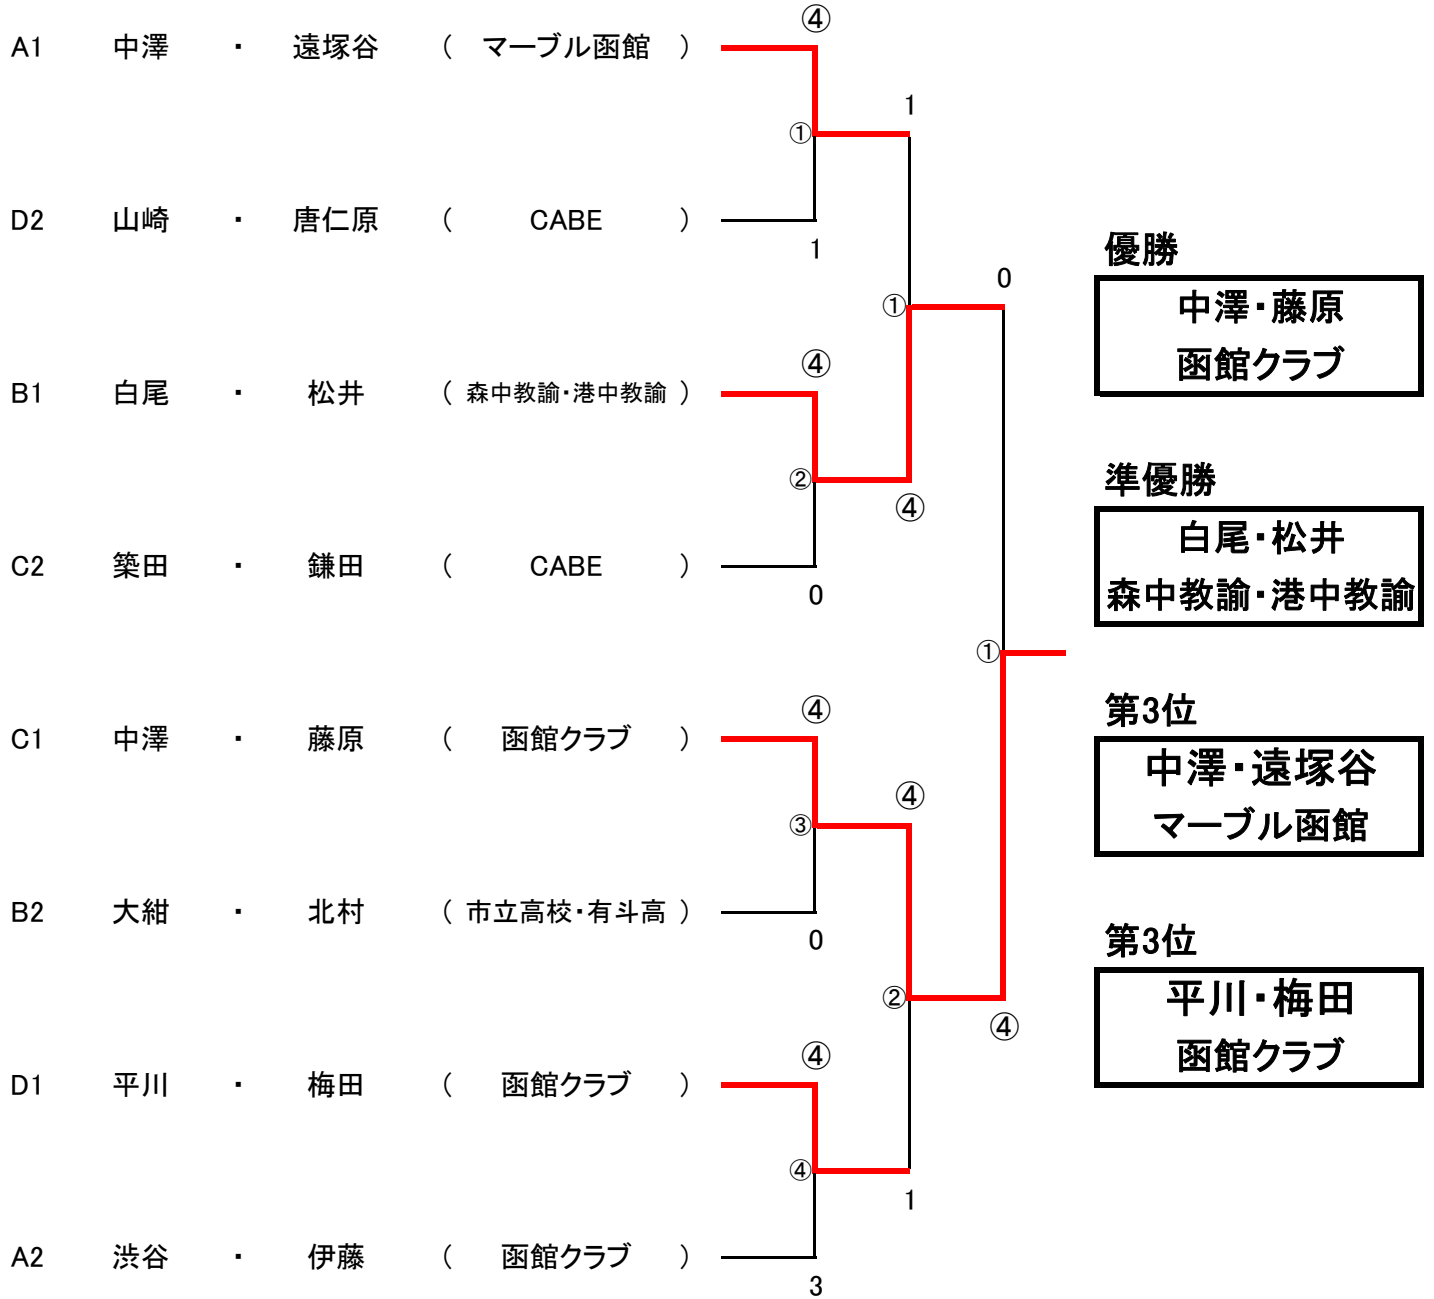 ④
A1 中澤 ・ 遠塚谷 （ マーブル函館 ）
1
①
D2 山崎 ・ 唐仁原 （ CABE ）
1
優勝
0
中澤・藤原
①
函館クラブ
④
B1 白尾 ・ 松井 （ 森中教諭・港中教諭 ）
②
準優勝
④
白尾・松井
C2 築田 ・ 鎌田 （ CABE ）
0
森中教諭・港中教諭
①
④
第3位
C1 中澤 ・ 藤原 （ 函館クラブ ）
中澤・遠塚谷
④
③
マーブル函館
B2 大紺 ・ 北村 （ 市立高校・有斗高 ）
0
第3位
②
平川・梅田
④
④
函館クラブ
D1 平川 ・ 梅田 （ 函館クラブ ）
④
1
A2 渋谷 ・ 伊藤 （ 函館クラブ ）
3